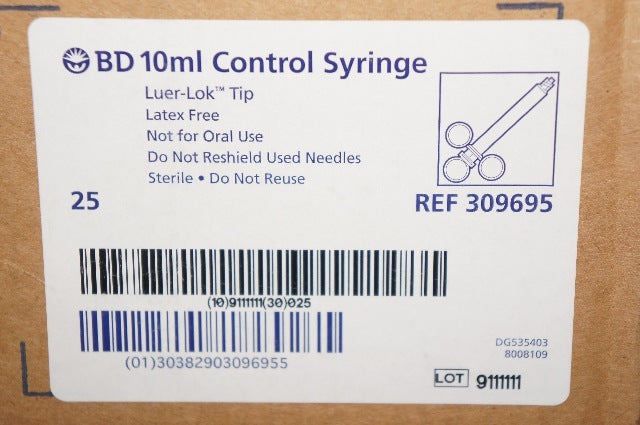 BD 10ml Control Syringe
Luer-Lok™ Tip
Latex Free
Not for Oral Use
Do Not Reshield Used Needles
Sterile • Do Not Reuse
25
REF 309695
(10)9111111(30)025
(01)30382903096955
DG535403
8008109
LOT 9111111